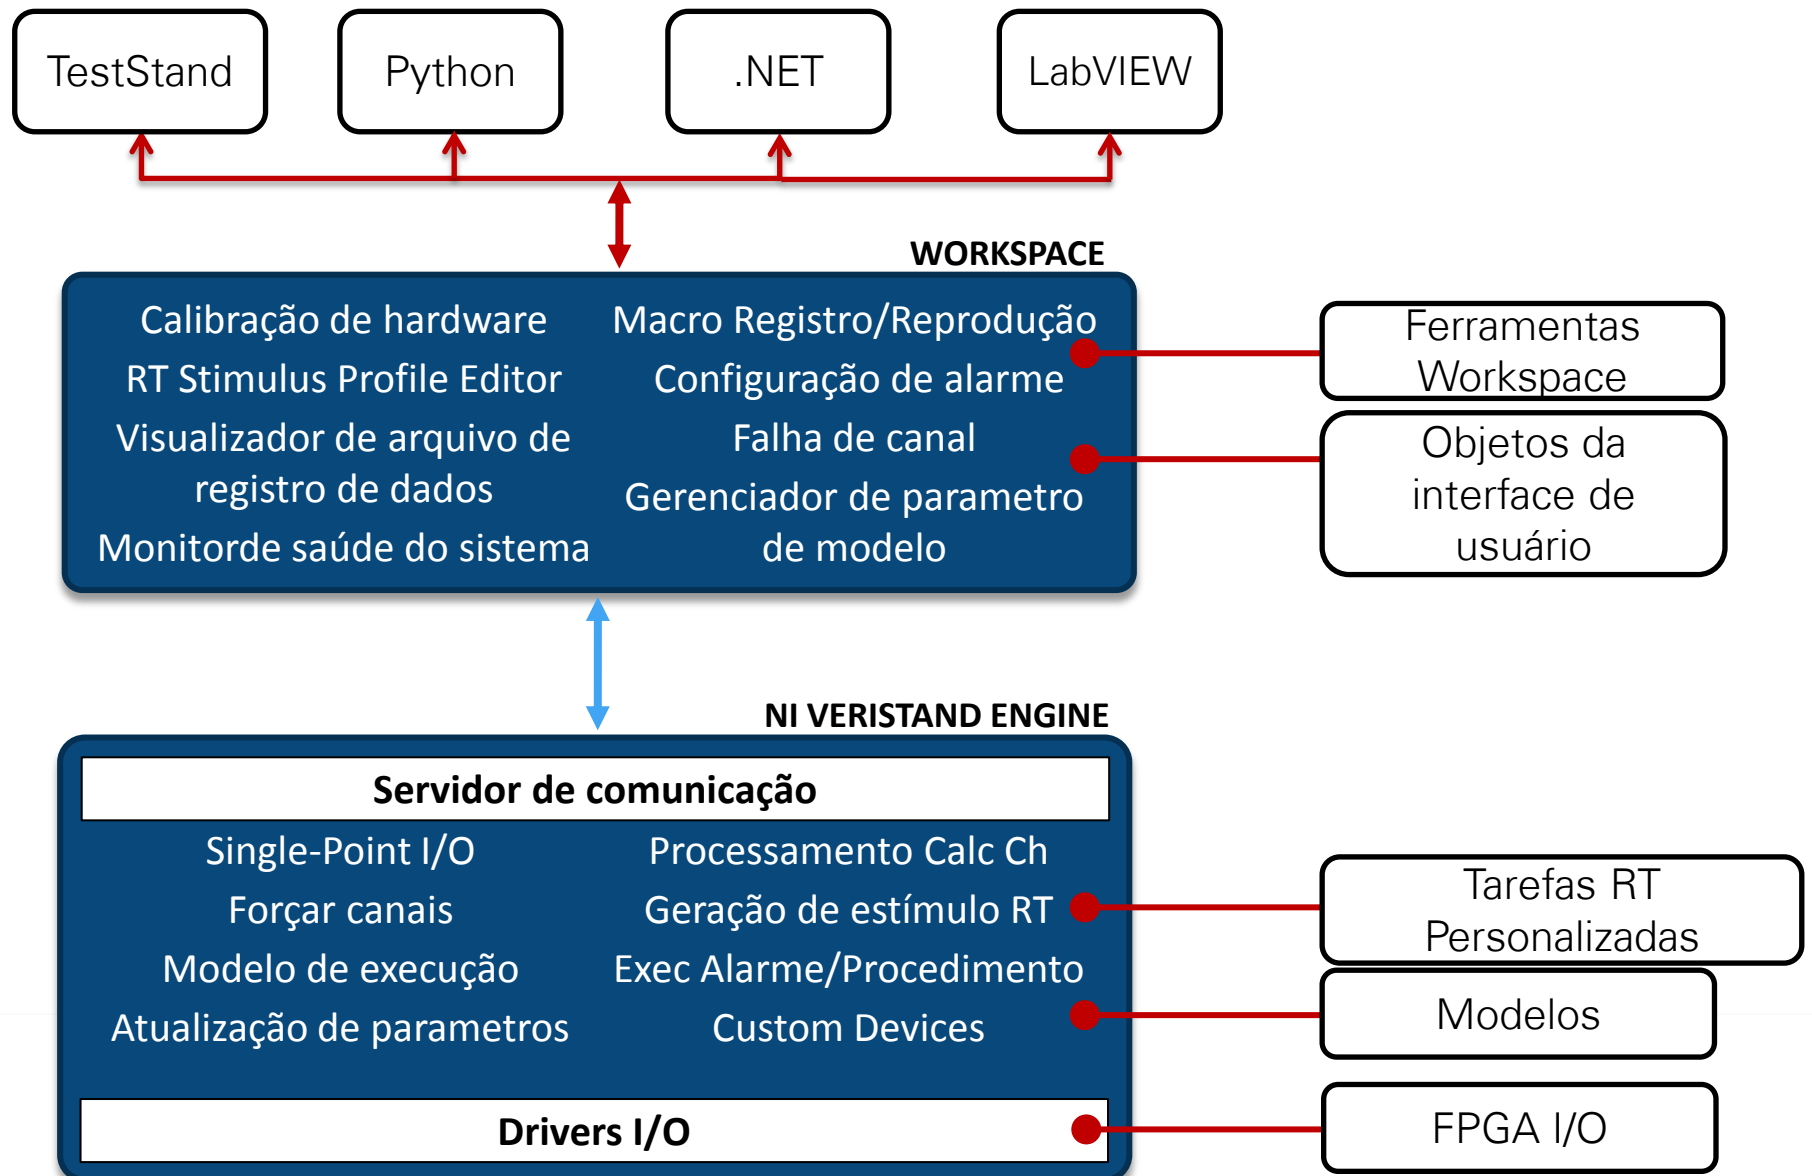 TestStand
Python
.NET
LabVIEW
WORKSPACE
Calibração de hardware
RT Stimulus Profile Editor
Visualizador de arquivo de
registro de dados
Monitorde saúde do sistema
Macro Registro/Reprodução
Configuração de alarme
Falha de canal
Gerenciador de parametro
de modelo
Ferramentas
Workspace
Objetos da
interface de
usuário
NI VERISTAND ENGINE
Servidor de comunicação
Single-Point I/O
Forçar canais
Modelo de execução
Atualização de parametros
Processamento Calc Ch
Geração de estímulo RT
Exec Alarme/Procedimento
Custom Devices
Drivers I/O
Tarefas RT
Personalizadas
Modelos
FPGA I/O